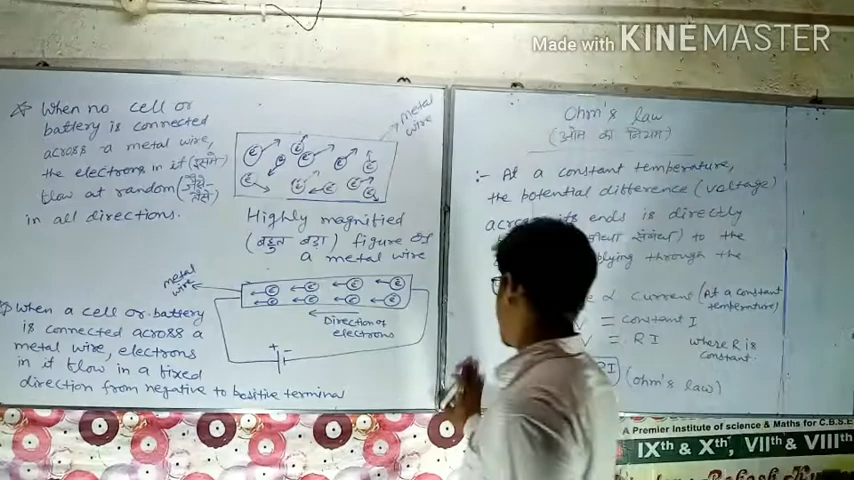 Made with KINEMASTER
When no cell or
battery is connected
across a metal wire,
the electrons in it (इसमें
flow at random (जैसे-
तैसे)
in all directions.
metal
wire
Highly magnified
(बहुत बड़ा) figure of
a metal wire.
metal
wire
Direction of
electrons
When a cell or battery
is connected across a
metal wire, electrons
in it flow in a fixed
direction from negative to positive terminal
Ohm's law
(ओम का नियम)
:- At a constant temperature,
the potential difference (voltage)
across its ends is directly
to the
through the
∝ current (At a constant
temperature)
= constant I
= RI where R is
constant.
RI (ohm's law)
A Premier Institute of science & Maths for C.B.S.E
IXth & Xth VIIth & VIIIth